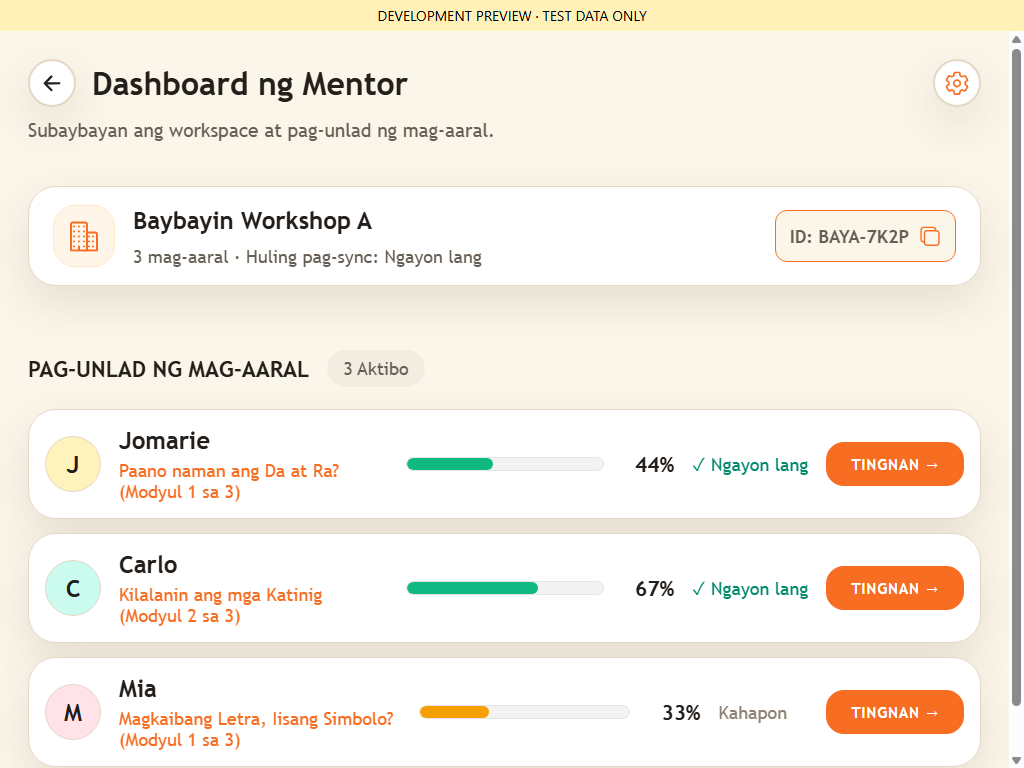 DEVELOPMENT PREVIEW · TEST DATA ONLY
Dashboard ng Mentor
Subaybayan ang workspace at pag-unlad ng mag-aaral.
Baybayin Workshop A
3 mag-aaral · Huling pag-sync: Ngayon lang
ID: BAYA-7K2P
PAG-UNLAD NG MAG-AARAL
3 Aktibo
J
Jomarie
Paano naman ang Da at Ra?
(Modyul 1 sa 3)
44%
✓ Ngayon lang
TINGNAN →
C
Carlo
Kilalanin ang mga Katinig
(Modyul 2 sa 3)
67%
✓ Ngayon lang
TINGNAN →
M
Mia
Magkaibang Letra, Iisang Simbolo?
(Modyul 1 sa 3)
33%
Kahapon
TINGNAN →